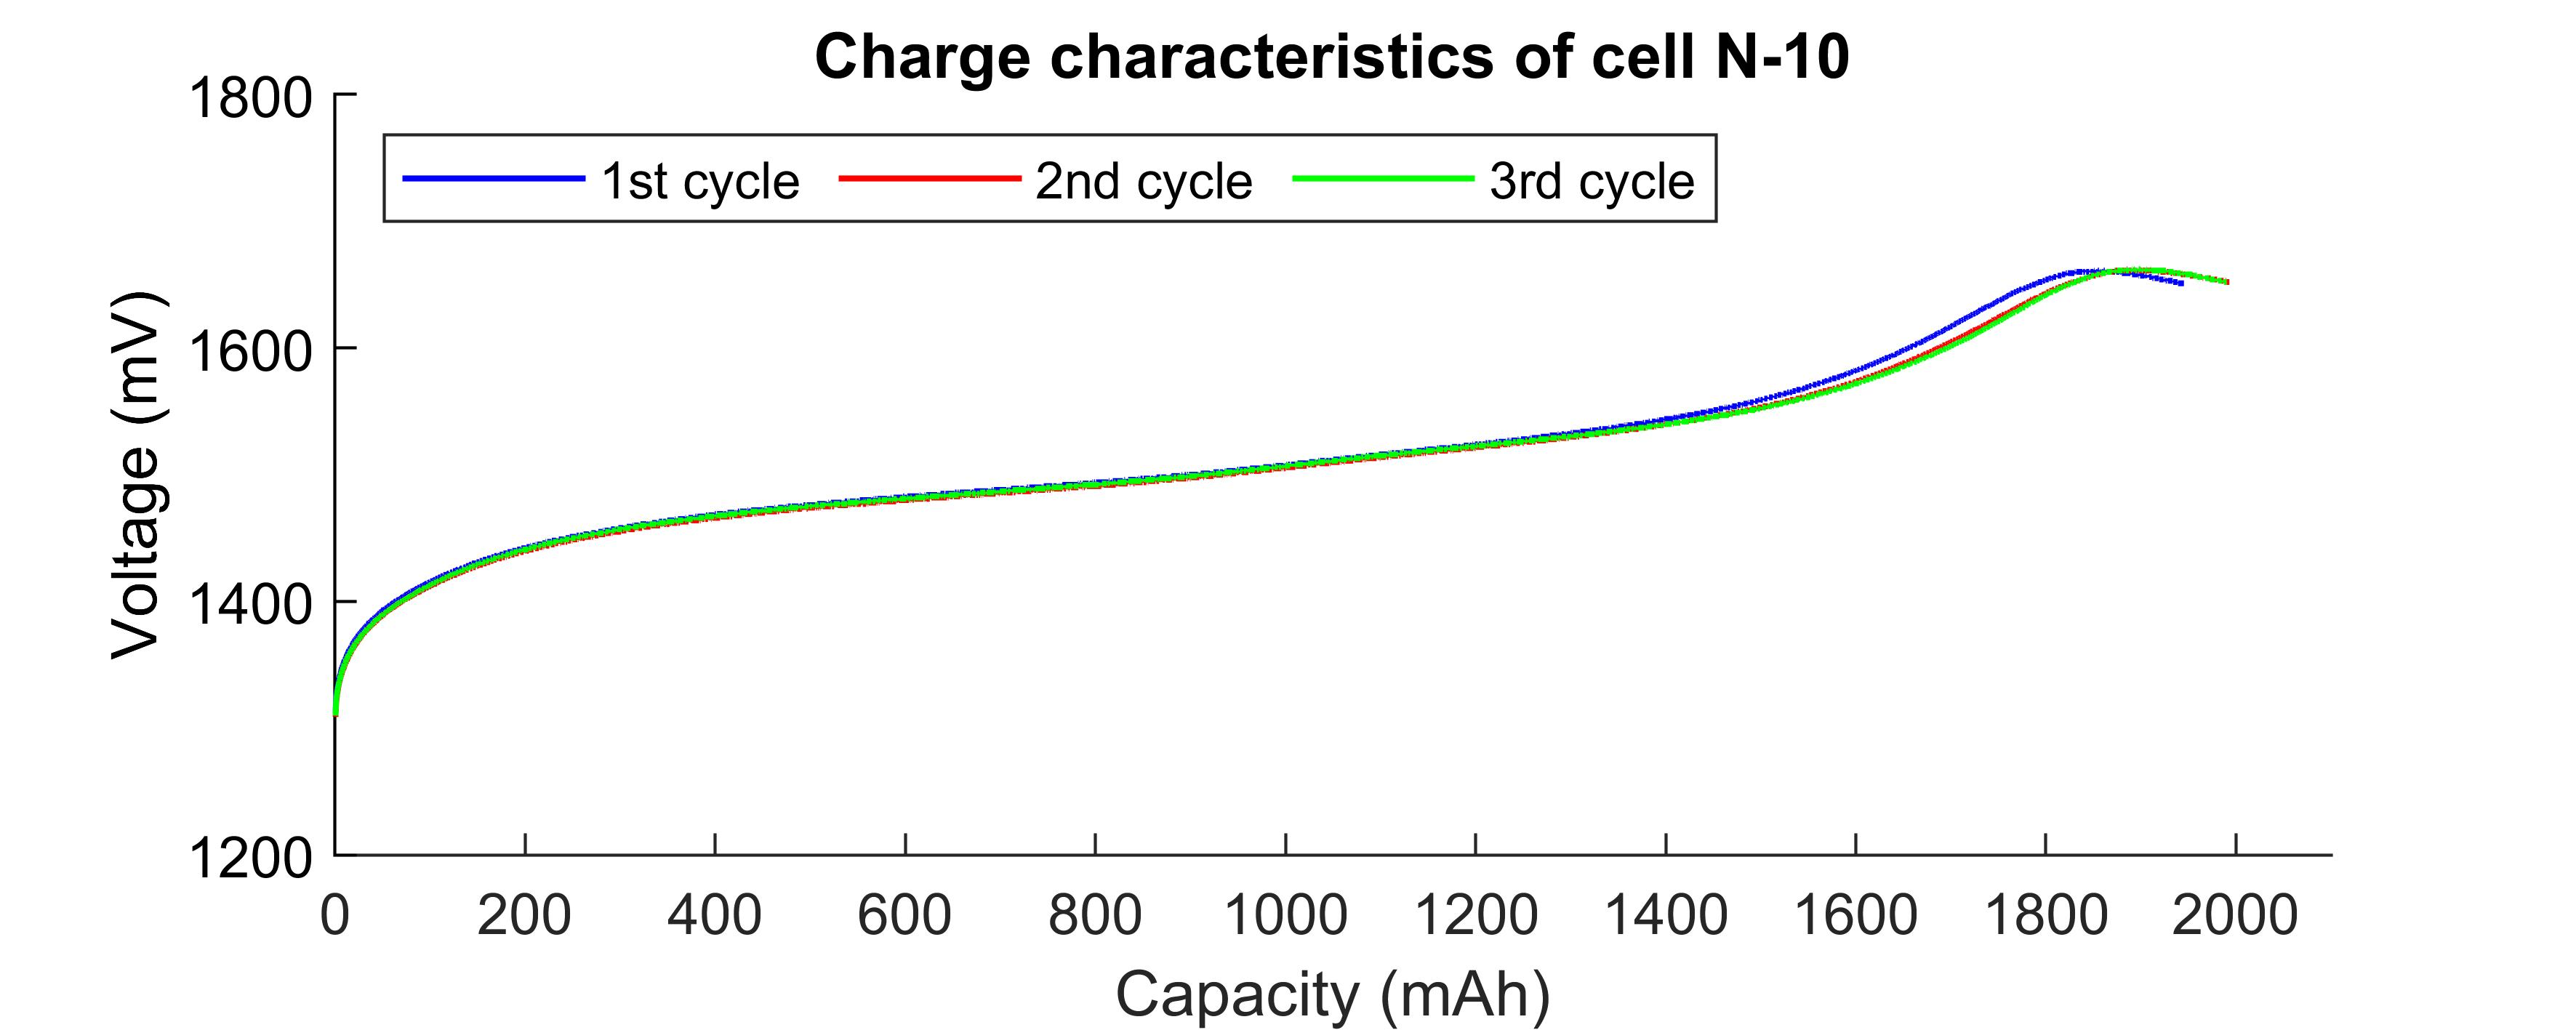 Charge characteristics of cell N-10
1800
1st cycle 2nd cycle 3rd cycle
1600
Voltage (mV)
1400
1200
0 200 400 600 800 1000 1200 1400 1600 1800 2000
Capacity (mAh)